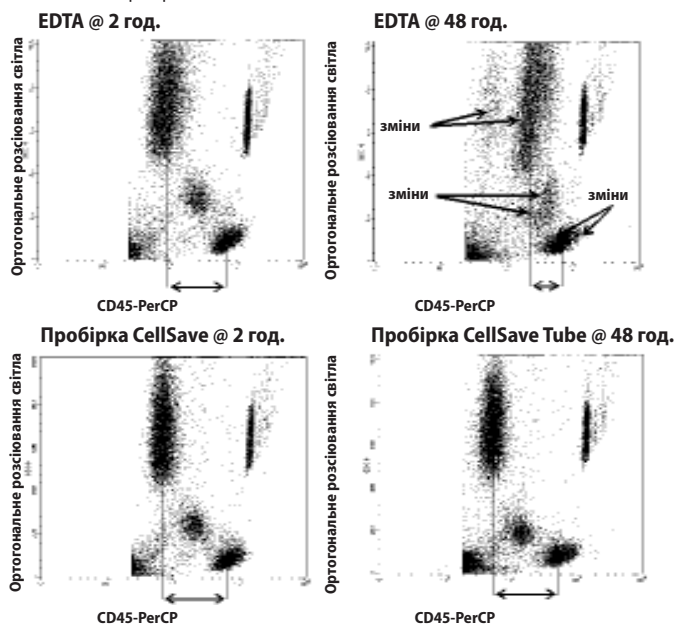 EDTA @ 2 год.
Ортогональне розсіювання світла
CD45-PerCP
EDTA @ 48 год.
Ортогональне розсіювання світла
зміни
зміни
зміни
CD45-PerCP
Пробірка CellSave @ 2 год.
Ортогональне розсіювання світла
CD45-PerCP
Пробірка CellSave Tube @ 48 год.
Ортогональне розсіювання світла
CD45-PerCP